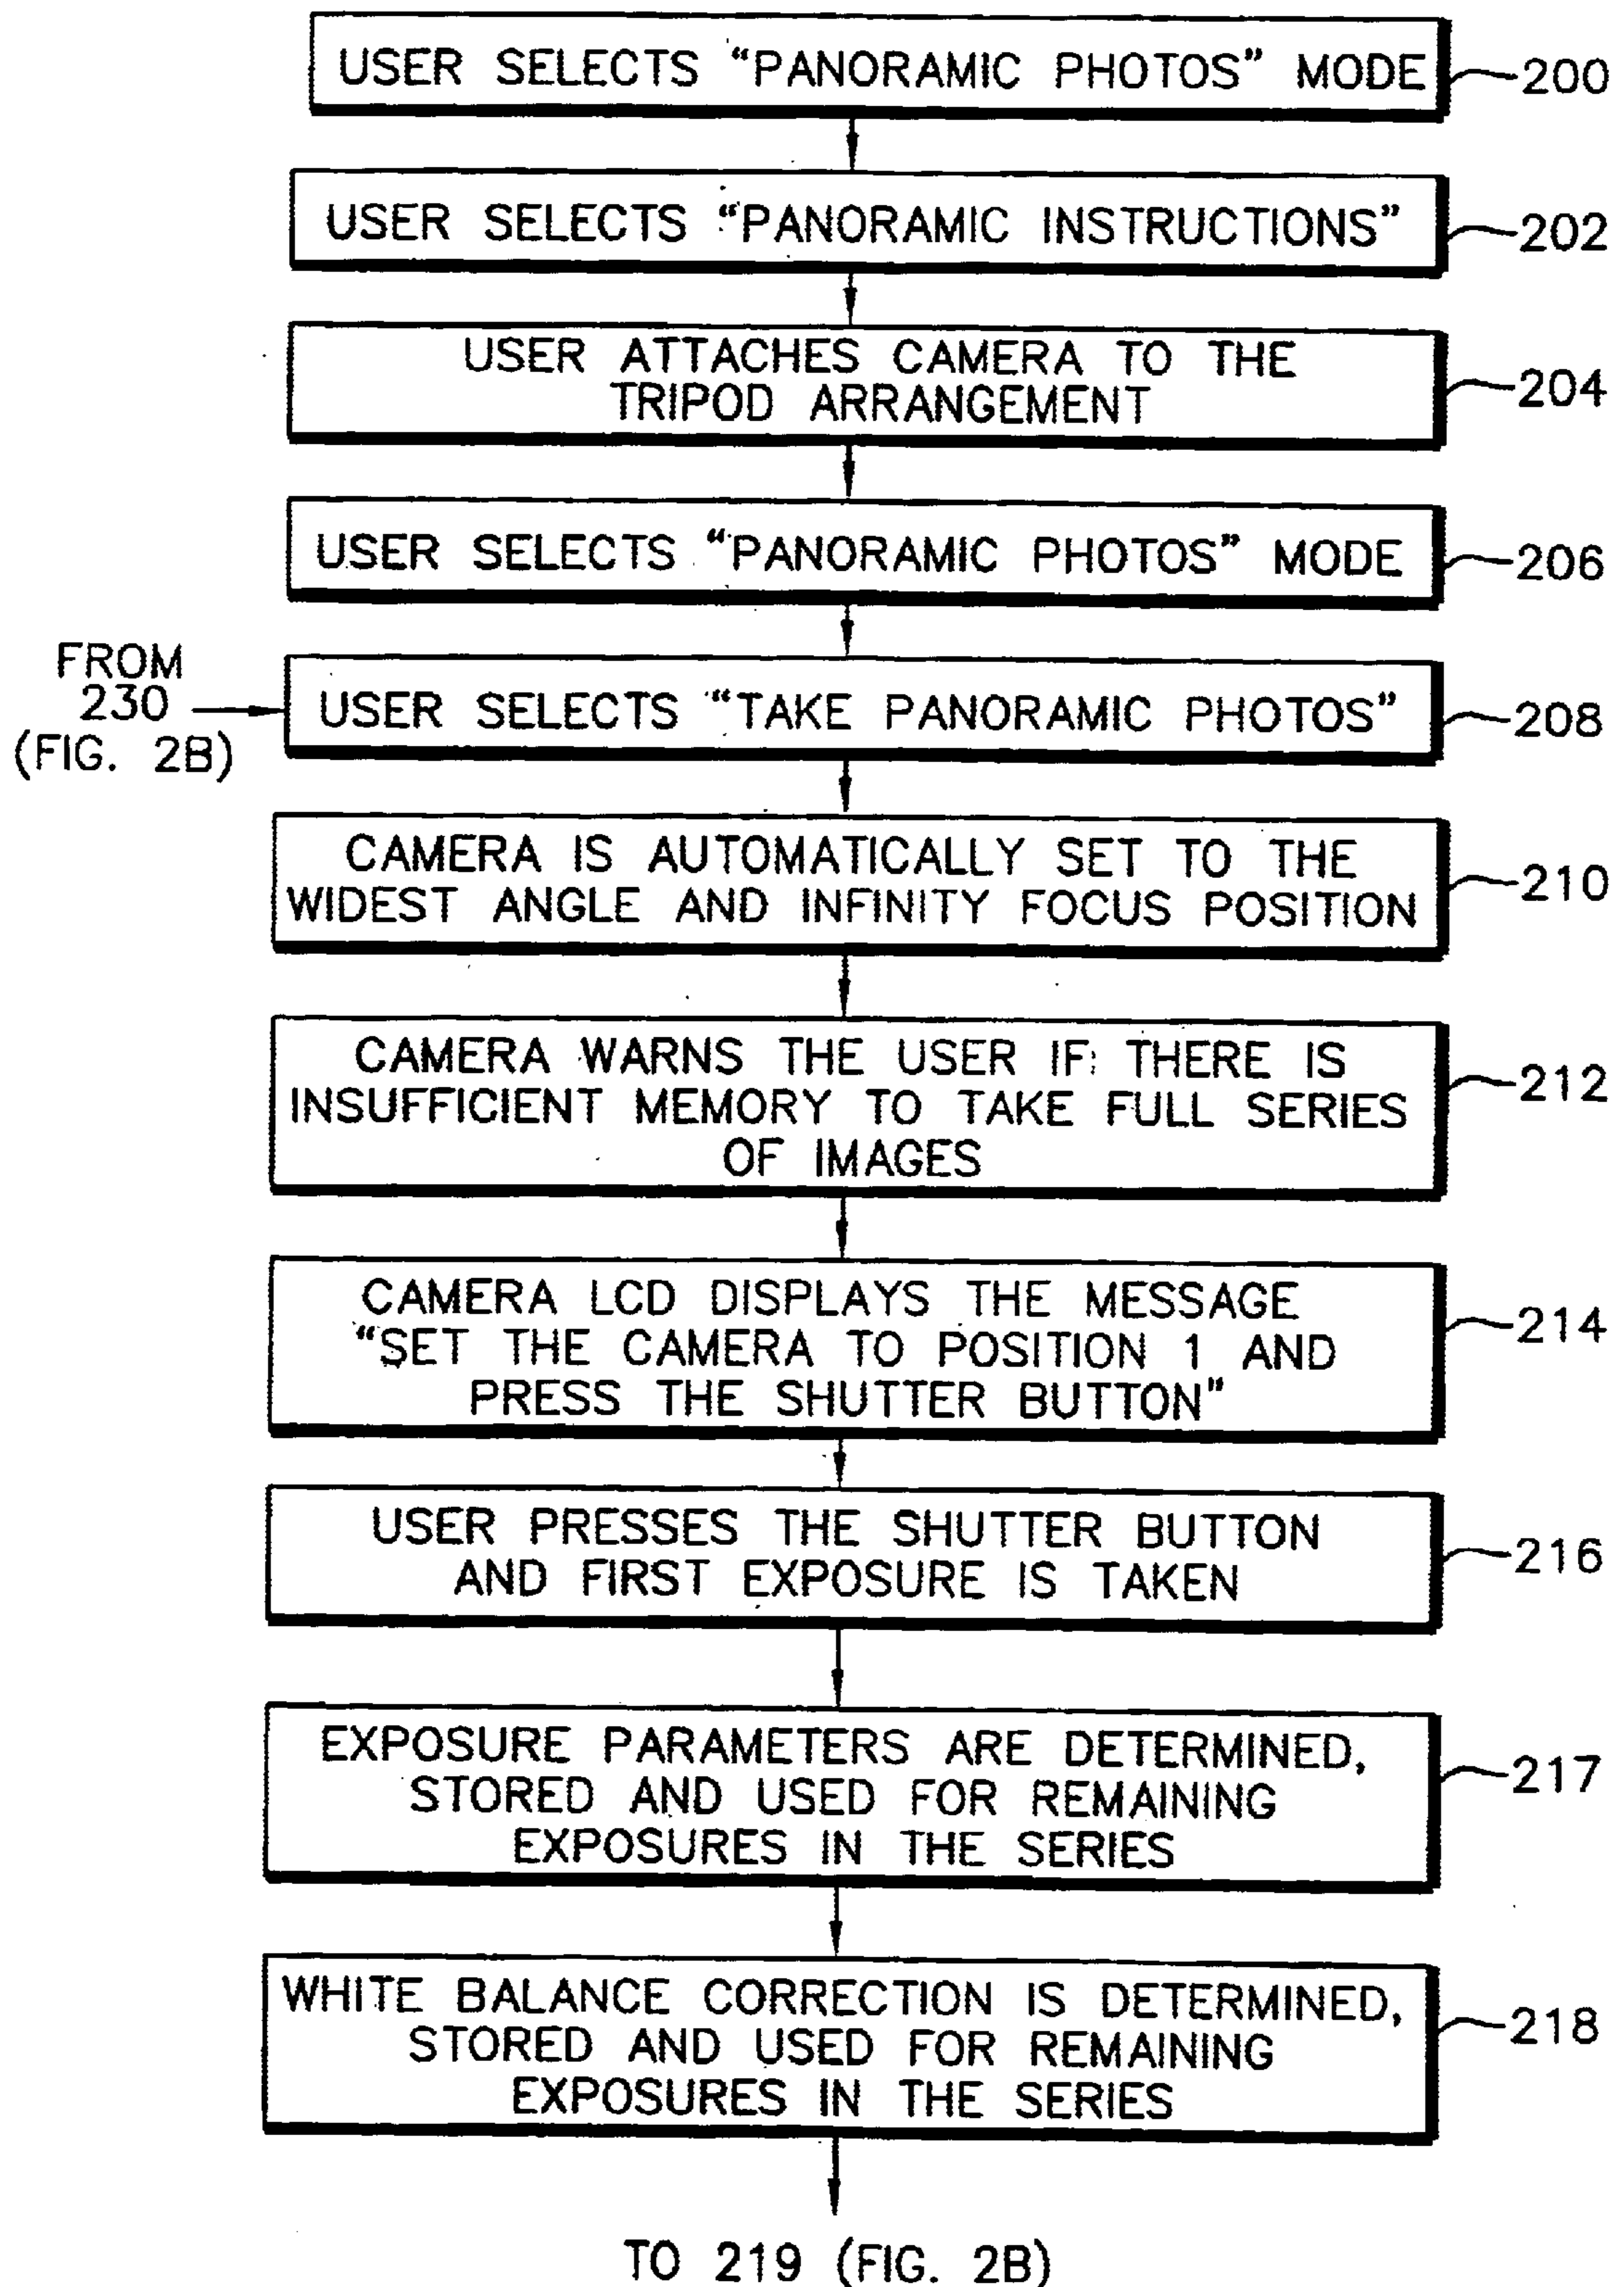 USER SELECTS “PANORAMIC PHOTOS” MODE
200
USER SELECTS “PANORAMIC INSTRUCTIONS”
202
USER ATTACHES CAMERA TO THE
TRIPOD ARRANGEMENT
204
USER SELECTS “PANORAMIC PHOTOS” MODE
206
FROM
230
(FIG. 2B)
USER SELECTS “TAKE PANORAMIC PHOTOS”
208
CAMERA IS AUTOMATICALLY SET TO THE
WIDEST ANGLE AND INFINITY FOCUS POSITION
210
CAMERA WARNS THE USER IF THERE IS
INSUFFICIENT MEMORY TO TAKE FULL SERIES
OF IMAGES
212
CAMERA LCD DISPLAYS THE MESSAGE
“SET THE CAMERA TO POSITION 1 AND
PRESS THE SHUTTER BUTTON”
214
USER PRESSES THE SHUTTER BUTTON
AND FIRST EXPOSURE IS TAKEN
216
EXPOSURE PARAMETERS ARE DETERMINED,
STORED AND USED FOR REMAINING
EXPOSURES IN THE SERIES
217
WHITE BALANCE CORRECTION IS DETERMINED,
STORED AND USED FOR REMAINING
EXPOSURES IN THE SERIES
218
TO 219 (FIG. 2B)